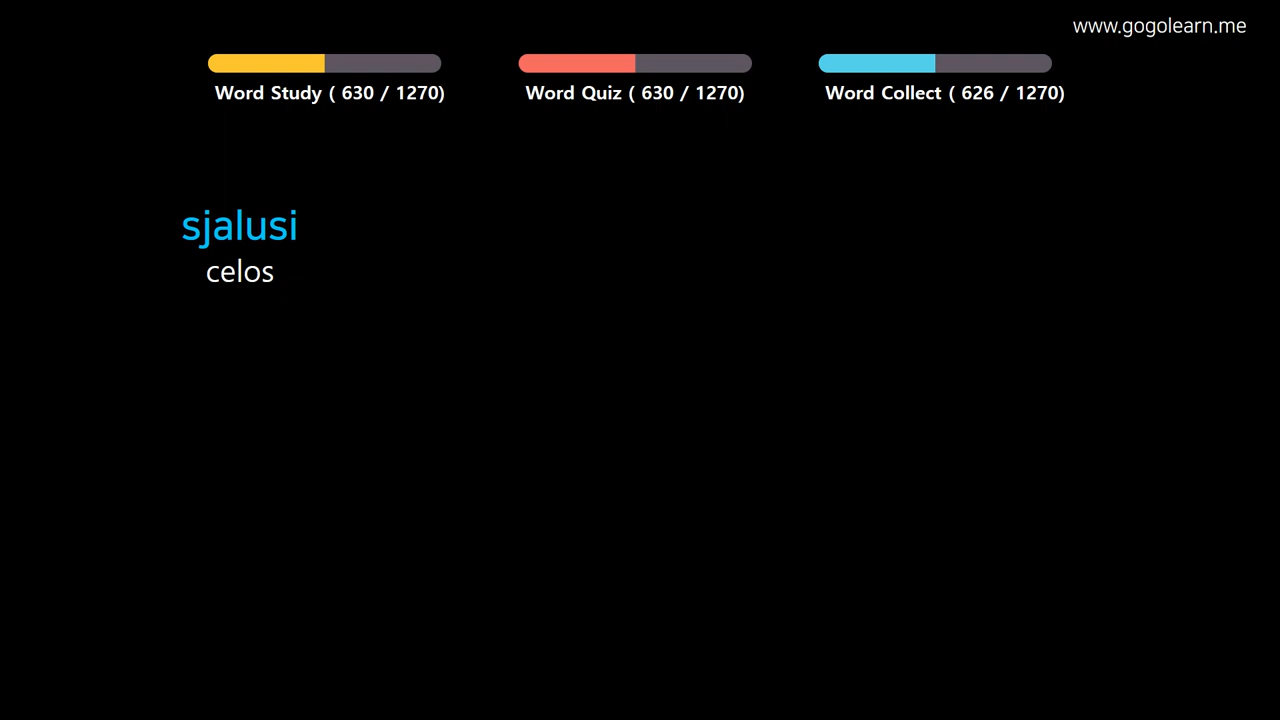 www.gogolearn.me
Word Study ( 630 / 1270)
Word Quiz ( 630 / 1270)
Word Collect ( 626 / 1270)
sjalusi
celos